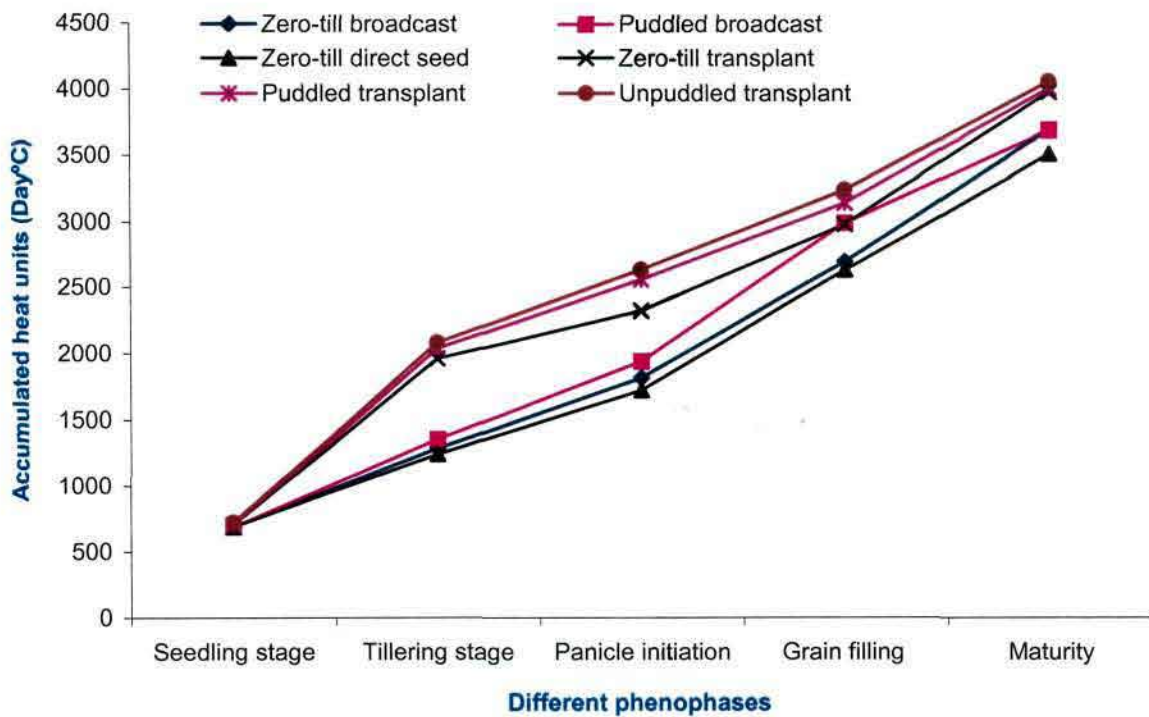 Zero-till broadcast
Puddled broadcast
Zero-till direct seed
Zero-till transplant
Puddled transplant
Unpuddled transplant
Accumulated heat units (DayºC)
4500
4000
3500
3000
2500
2000
1500
1000
500
0
Seedling stage
Tillering stage
Panicle initiation
Grain filling
Maturity
Different phenophases